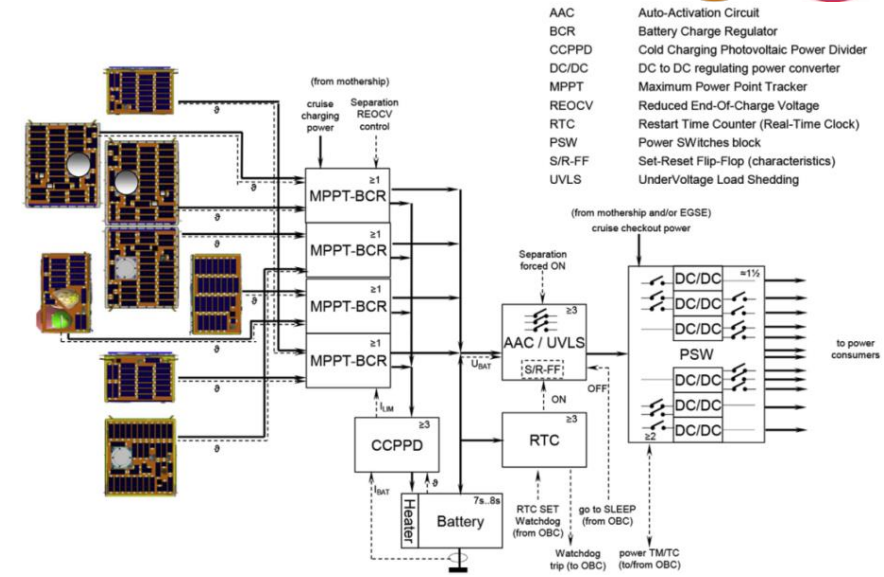 AAC Auto-Activation Circuit
BCR Battery Charge Regulator
CCPPD Cold Charging Photovoltaic Power Divider
DC/DC DC to DC regulating power converter
MPPT Maximum Power Point Tracker
REOCV Reduced End-Of-Charge Voltage
RTC Restart Time Counter (Real-Time Clock)
PSW Power SWitches block
S/R-FF Set-Reset Flip-Flop (characteristics)
UVLS UnderVoltage Load Shedding
(from mothership)
cruise
charging
power
Separation
REOCV
control
ϑ
ϑ
ϑ
ϑ
ϑ
ϑ
ϑ
ϑ
≥1
MPPT-BCR
≥1
MPPT-BCR
≥1
MPPT-BCR
≥1
MPPT-BCR
I_LIM
≥3
CCPPD
I_BAT
ϑ
Heater
7s..8s
Battery
U_BAT
Separation
forced ON
≥3
AAC / UVLS
S/R-FF
ON
OFF
≥3
RTC
RTC SET
Watchdog
(from OBC)
go to SLEEP
(from OBC)
Watchdog
trip (to OBC)
power TM/TC
(to/from OBC)
(from mothership and/or EGSE)
cruise checkout power
≈1½
DC/DC
DC/DC
DC/DC
PSW
DC/DC
DC/DC
DC/DC
≥2
to power
consumers